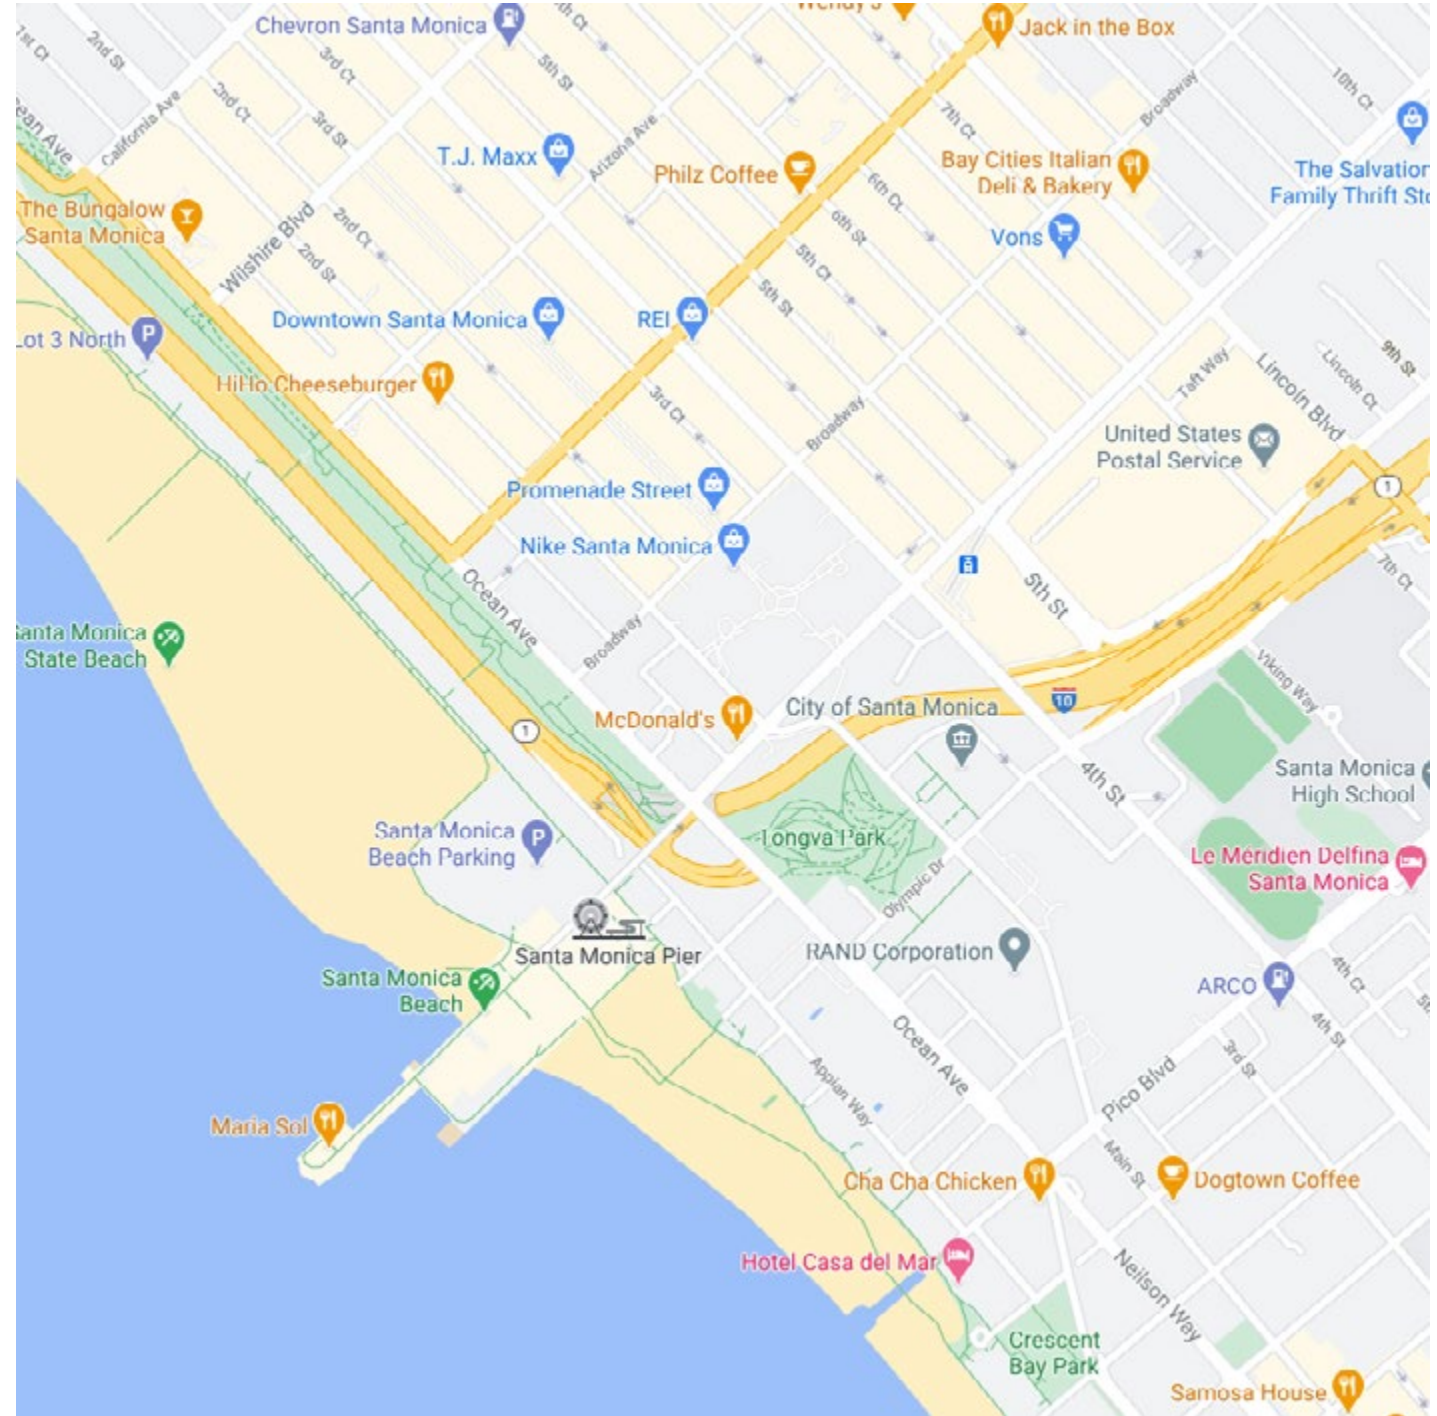 Chevron Santa Monica
Jack in the Box
1st Ct
2nd St
3rd Ct
5th St
10th Ct
Broadway
California Ave
2nd Ct
3rd St
7th Ct
T.J. Maxx
Arizona Ave
Philz Coffee
Bay Cities Italian
Deli & Bakery
The Salvation
Family Thrift Sto
The Bungalow
Santa Monica
Wilshire Blvd
2nd Ct
2nd St
6th Ct
6th St
5th Ct
5th St
Vons
Downtown Santa Monica
REI
Lot 3 North
HiHo Cheeseburger
3rd Ct
Broadway
Taft Way
Lincoln Blvd
Lincoln Ct
9th St
United States
Postal Service
Promenade Street
Nike Santa Monica
1
Ocean Ave
5th St
7th Ct
Santa Monica
State Beach
Broadway
Viking Way
1
McDonald's
City of Santa Monica
10
4th St
Santa Monica
High School
Santa Monica
Beach Parking
P
Tongva Park
Olympic Dr
Le Méridien Delfina
Santa Monica
Santa Monica Pier
RAND Corporation
Santa Monica
Beach
ARCO
4th Ct
4th St
Ocean Ave
3rd St
Appian Way
Pico Blvd
Maria Sol
Main St
Cha Cha Chicken
Dogtown Coffee
Hotel Casa del Mar
Neilson Way
Crescent
Bay Park
Samosa House